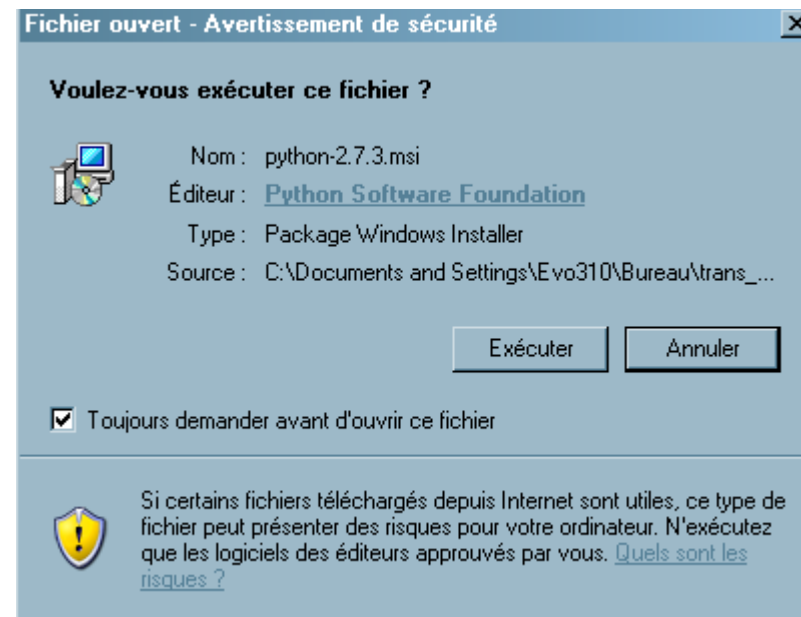 Fichier ouvert - Avertissement de sécurité
Voulez-vous exécuter ce fichier ?
Nom : python-2.7.3.msi
Éditeur : Python Software Foundation
Type : Package Windows Installer
Source : C:\Documents and Settings\Evo310\Bureau\trans_...
Exécuter Annuler
Toujours demander avant d'ouvrir ce fichier
Si certains fichiers téléchargés depuis Internet sont utiles, ce type de
fichier peut présenter des risques pour votre ordinateur. N'exécutez
que les logiciels des éditeurs approuvés par vous. Quels sont les
risques ?